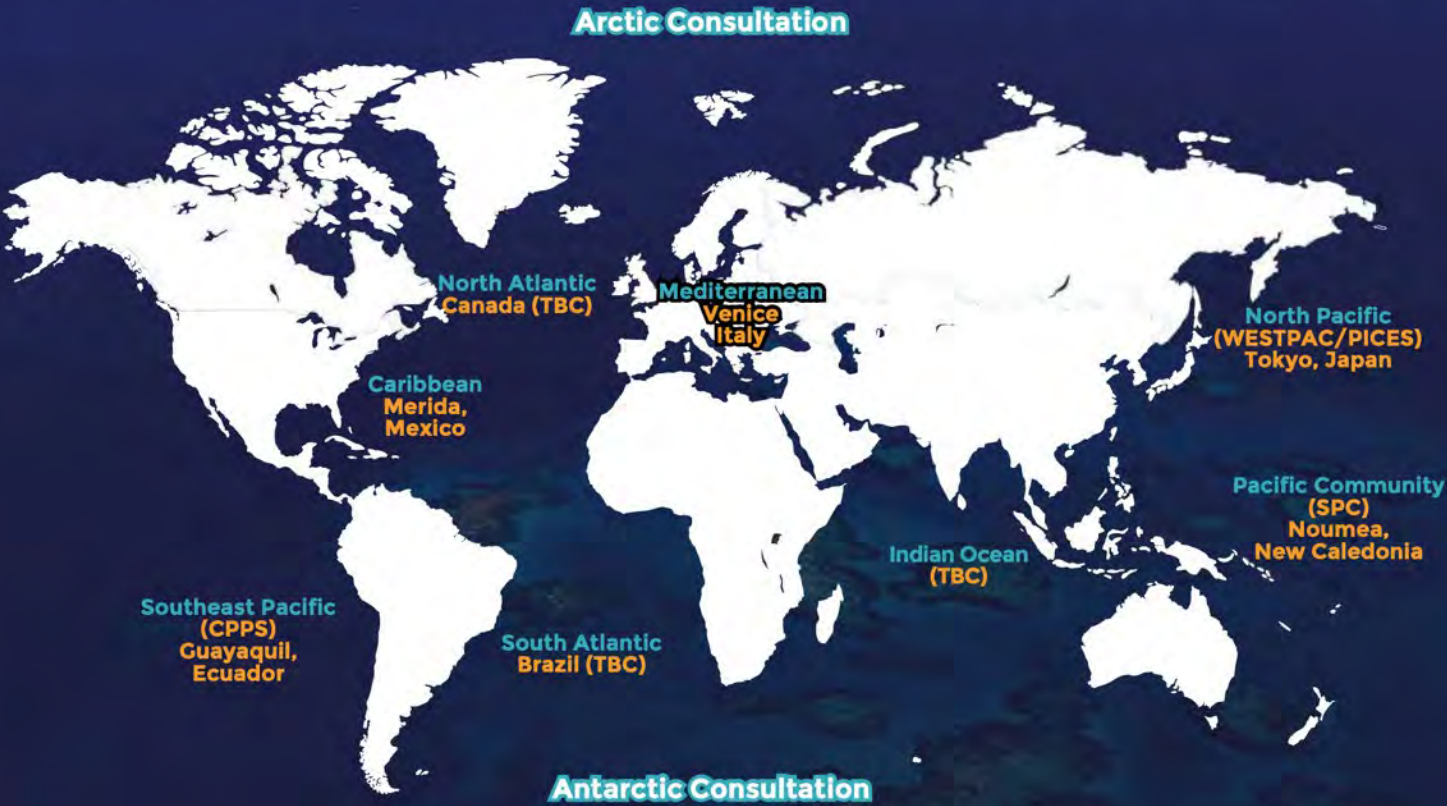 Arctic Consultation
North Atlantic
Canada (TBC)
Mediterranean
Venice
Italy
North Pacific
(WESTPAC/PICES)
Tokyo, Japan
Caribbean
Merida,
Mexico
Pacific Community
(SPC)
Noumea,
New Caledonia
Indian Ocean
(TBC)
Southeast Pacific
(CPPS)
Guayaquil,
Ecuador
South Atlantic
Brazil (TBC)
Antarctic Consultation